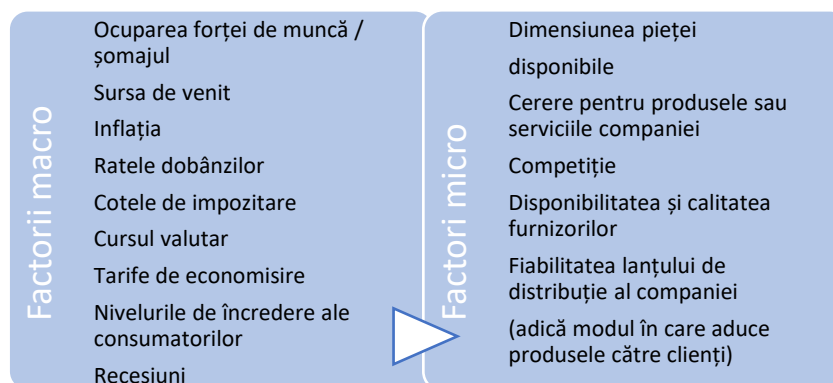 Factorii macro
Ocuparea forței de muncă /
șomajul
Sursa de venit
Inflația
Ratele dobânzilor
Cotele de impozitare
Cursul valutar
Tarife de economisire
Nivelurile de încredere ale
consumatorilor
Recesiuni
Factori micro
Dimensiunea pieței
disponibile
Cerere pentru produsele sau
serviciile companiei
Competiție
Disponibilitatea și calitatea
furnizorilor
Fiabilitatea lanțului de
distribuție al companiei
(adică modul în care aduce
produsele către clienți)